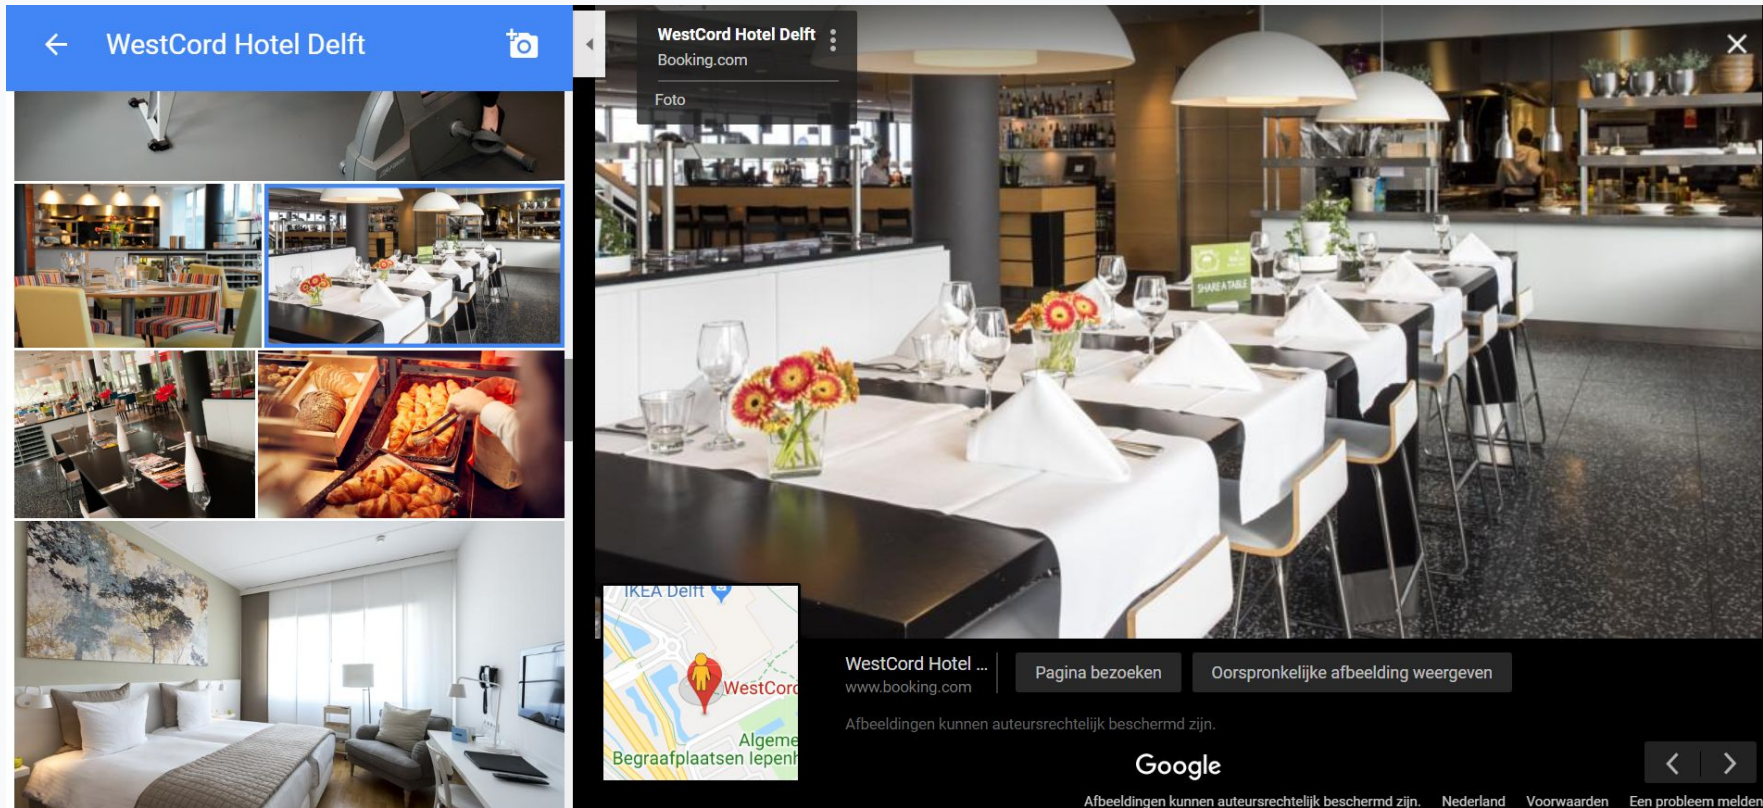 WestCord Hotel Delft
WestCord Hotel Delft
Booking.com
Foto
SHARE A TABLE
IKEA Delft
WestCord
Algeme
Begraafplaatsen Iepenh
WestCord Hotel ...
www.booking.com
Pagina bezoeken
Oorspronkelijke afbeelding weergeven
Afbeeldingen kunnen auteursrechtelijk beschermd zijn.
Google
Afbeeldingen kunnen auteursrechtelijk beschermd zijn. Nederland Voorwaarden Een probleem melden